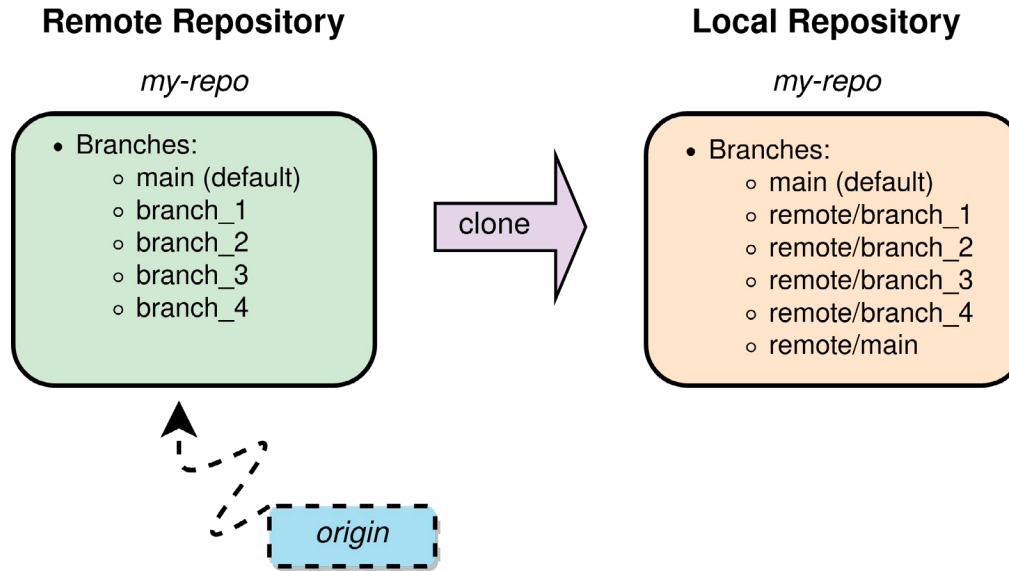 Remote Repository
my-repo
• Branches:
◦ main (default)
◦ branch_1
◦ branch_2
◦ branch_3
◦ branch_4
clone
Local Repository
my-repo
• Branches:
◦ main (default)
◦ remote/branch_1
◦ remote/branch_2
◦ remote/branch_3
◦ remote/branch_4
◦ remote/main
origin